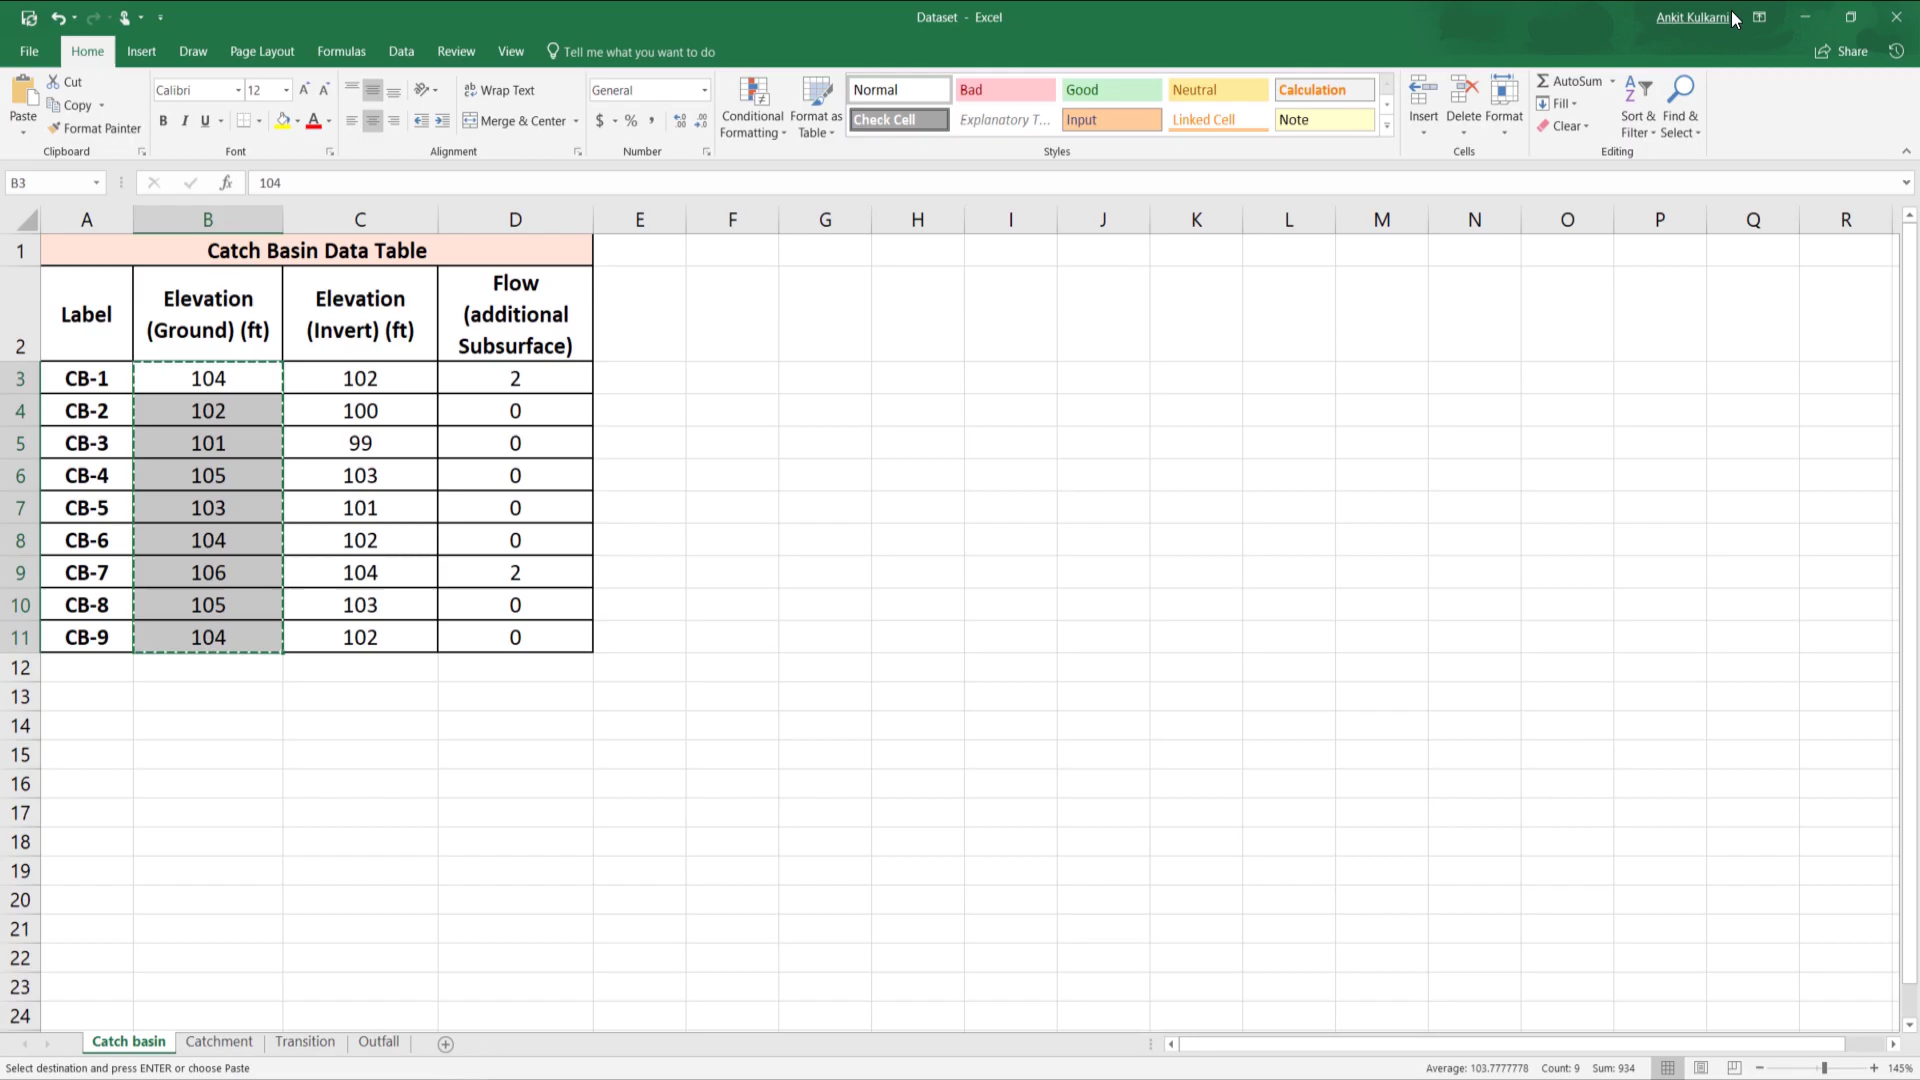 Dataset - Excel
Ankit Kulkarni
File Home Insert Draw Page Layout Formulas Data Review View Tell me what you want to do
Share
Paste
Cut
Copy
Format Painter
Clipboard
Calibri 12
B I U
Font
Wrap Text
Merge & Center
Alignment
General
$ % ,
Number
Conditional Formatting
Format as Table
Normal Bad Good Neutral Calculation
Check Cell Explanatory T... Input Linked Cell Note
Styles
Insert Delete Format
Cells
AutoSum
Fill
Clear
Sort & Filter
Find & Select
Editing
B3 fx 104
A B C D E F G H I J K L M N O P Q R
1 Catch Basin Data Table
2 Label
Elevation (Ground) (ft)
Elevation (Invert) (ft)
Flow (additional Subsurface)
3 CB-1 104 102 2
4 CB-2 102 100 0
5 CB-3 101 99 0
6 CB-4 105 103 0
7 CB-5 103 101 0
8 CB-6 104 102 0
9 CB-7 106 104 2
10 CB-8 105 103 0
11 CB-9 104 102 0
12
13
14
15
16
17
18
19
20
21
22
23
24
Catch basin Catchment Transition Outfall
Select destination and press ENTER or choose Paste
Average: 103.7777778 Count: 9 Sum: 934
145%